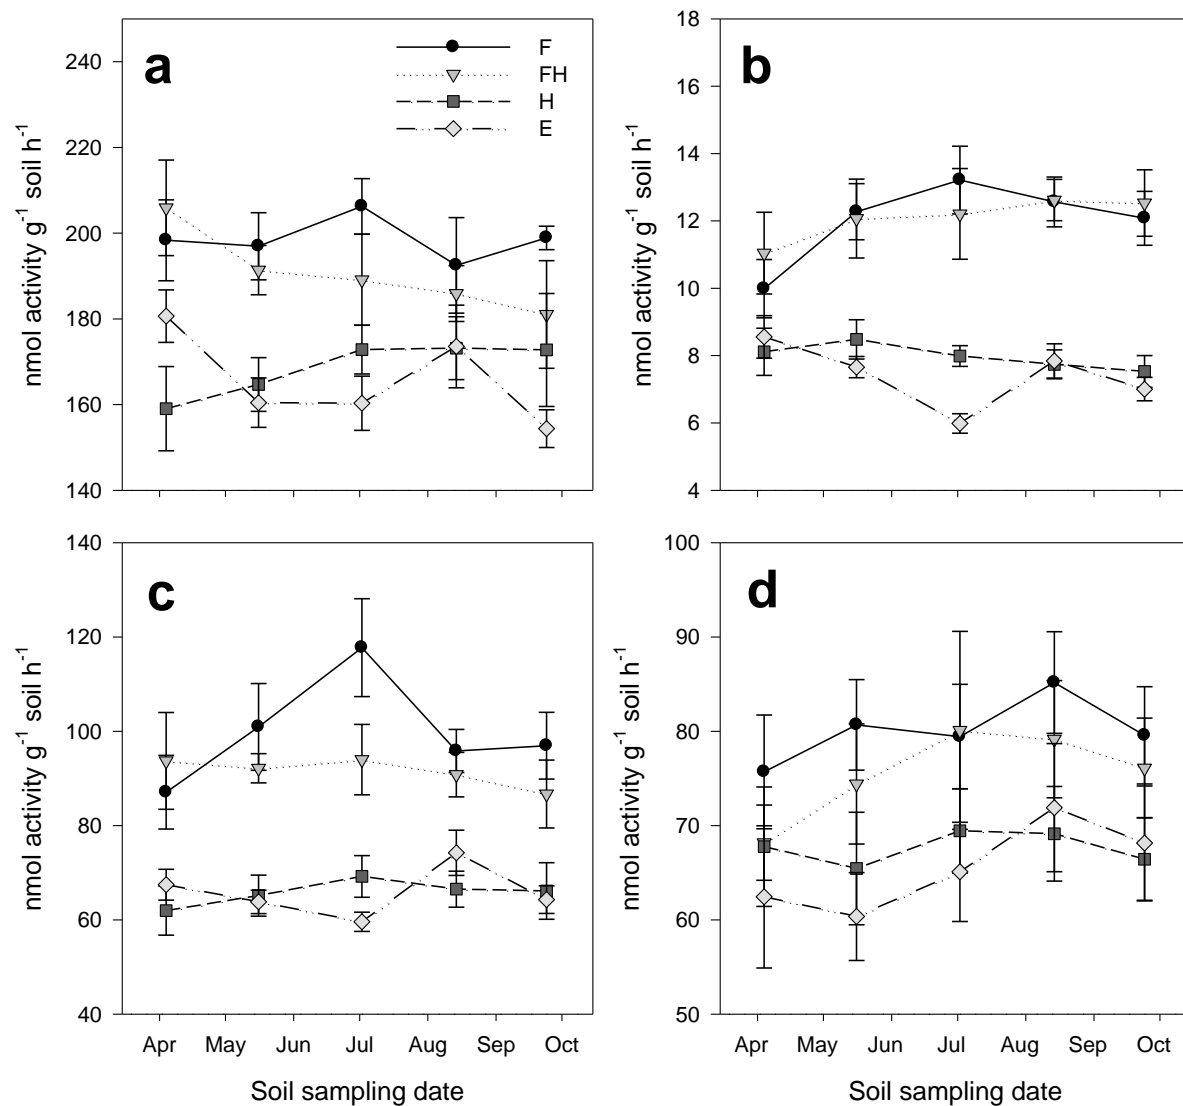 a
F
FH
H
E
240
220
200
180
160
140
nmol activity g⁻¹ soil h⁻¹
b
18
16
14
12
10
8
6
4
nmol activity g⁻¹ soil h⁻¹
c
140
120
100
80
60
40
nmol activity g⁻¹ soil h⁻¹
Apr May Jun Jul Aug Sep Oct
Soil sampling date
d
100
90
80
70
60
50
nmol activity g⁻¹ soil h⁻¹
Apr May Jun Jul Aug Sep Oct
Soil sampling date